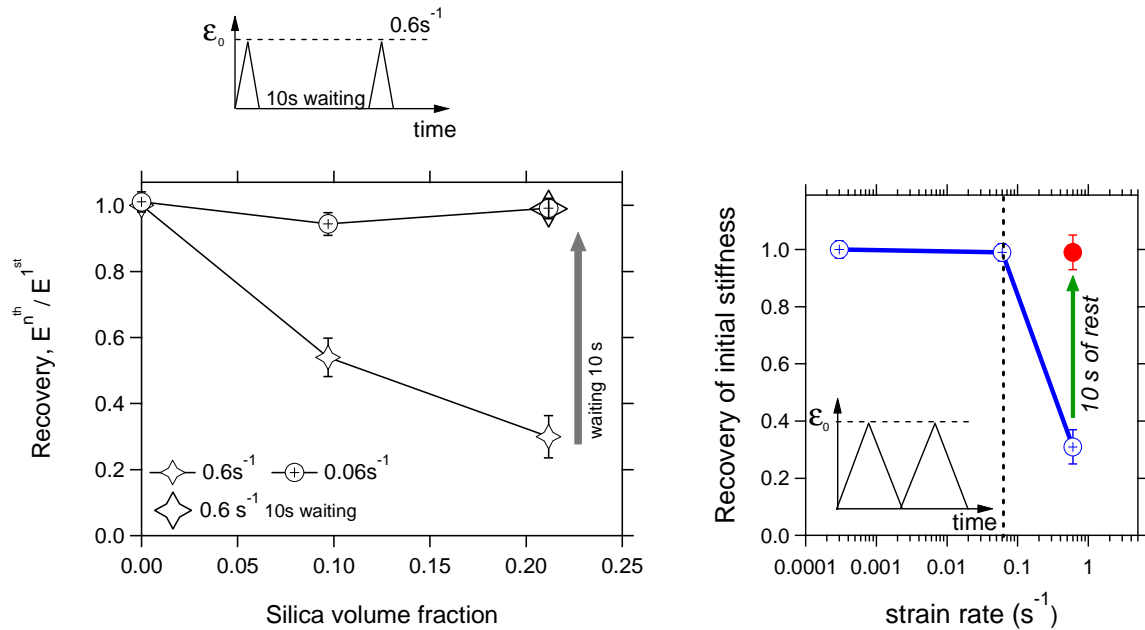 ε₀
0.6s⁻¹
10s waiting
time
Recovery, E^{n^{th}} / E^{1^{st}}
1.0
0.8
0.6
0.4
0.2
0.0
waiting 10 s
0.6s⁻¹
0.06s⁻¹
0.6 s⁻¹ 10s waiting
0.00
0.05
0.10
0.15
0.20
0.25
Silica volume fraction
Recovery of initial stiffness
1.0
0.8
0.6
0.4
0.2
0.0
10 s of rest
ε₀
time
0.0001
0.001
0.01
0.1
1
strain rate (s⁻¹)